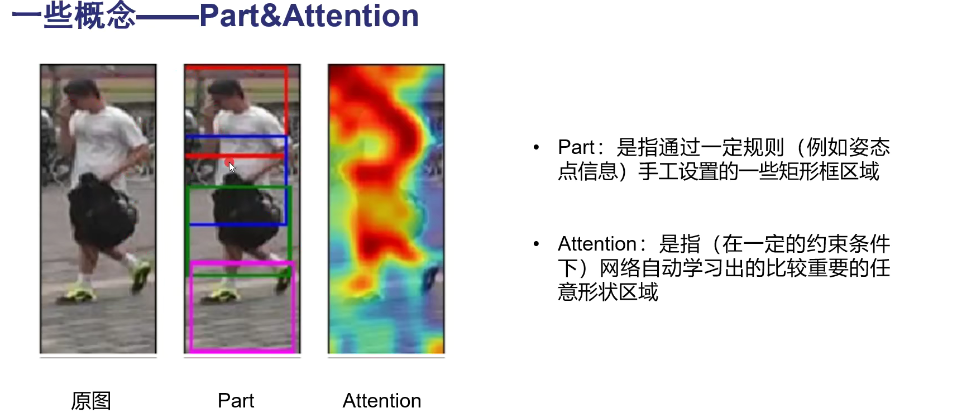 一些概念——Part&Attention
• Part：是指通过一定规则（例如姿态
点信息）手工设置的一些矩形框区域
• Attention：是指（在一定的约束条件
下）网络自动学习出的比较重要的任
意形状区域
原图
Part
Attention